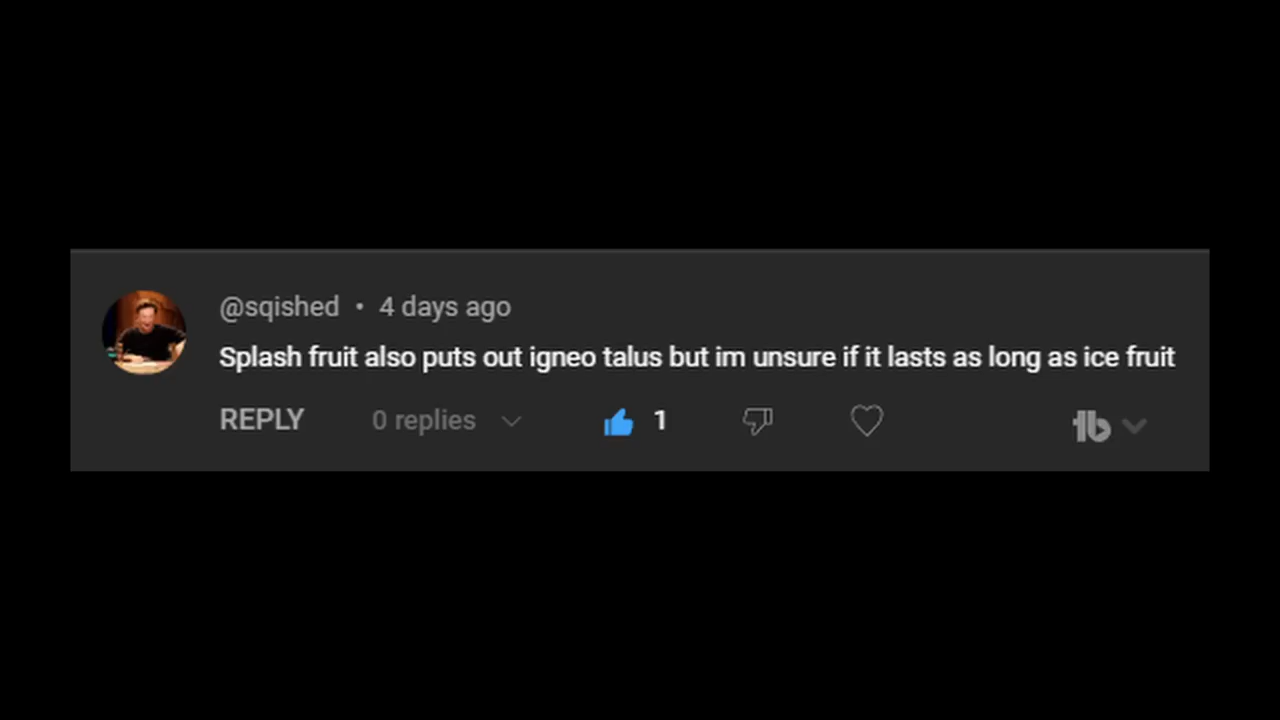 @sqished • 4 days ago
Splash fruit also puts out igneo talus but im unsure if it lasts as long as ice fruit
REPLY 0 replies 1 tb